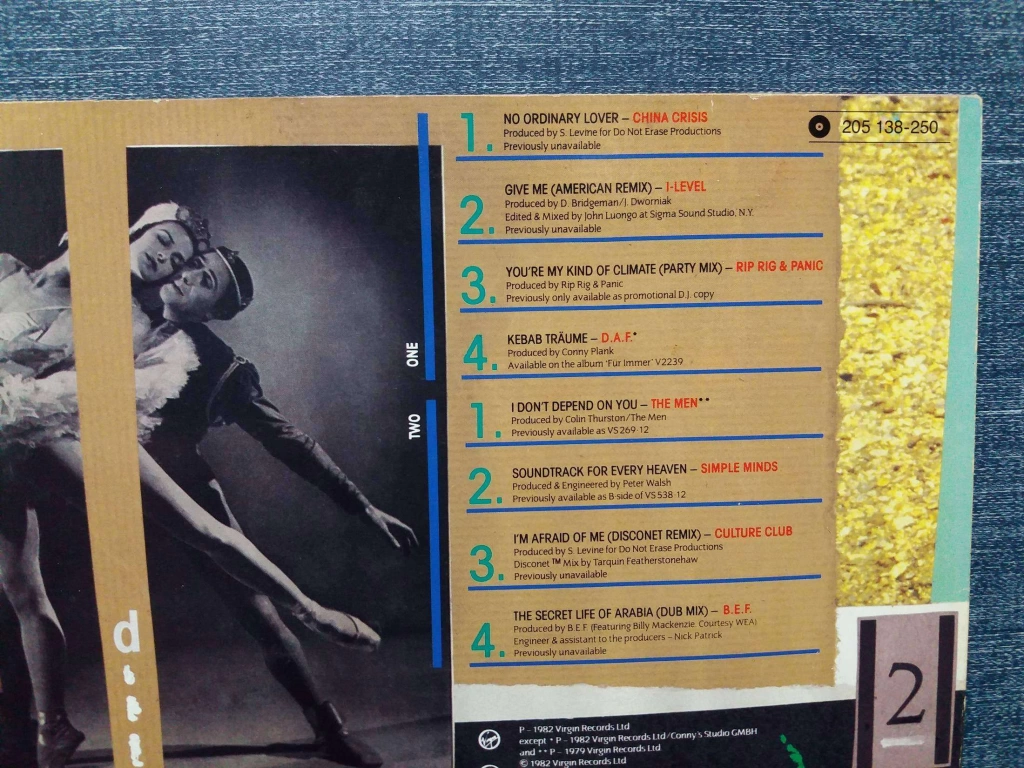 205 138-250
ONE
1. NO ORDINARY LOVER – CHINA CRISIS
Produced by S. Levine for Do Not Erase Productions
Previously unavailable
2. GIVE ME (AMERICAN REMIX) – I-LEVEL
Produced by D. Bridgeman/J. Dworniak
Edited & Mixed by John Luongo at Sigma Sound Studio, N.Y.
Previously unavailable
3. YOU'RE MY KIND OF CLIMATE (PARTY MIX) – RIP RIG & PANIC
Produced by Rip Rig & Panic
Previously only available as promotional D.J. copy
4. KEBAB TRÄUME – D.A.F.*
Produced by Conny Plank
Available on the album 'Fur Immer' V2239
TWO
1. I DON'T DEPEND ON YOU – THE MEN**
Produced by Colin Thurston/The Men
Previously available as VS 269-12
2. SOUNDTRACK FOR EVERY HEAVEN – SIMPLE MINDS
Produced & Engineered by Peter Walsh
Previously available as B-side of VS 538-12
3. I'M AFRAID OF ME (DISCONET REMIX) – CULTURE CLUB
Produced by S. Levine for Do Not Erase Productions
Disconet™ Mix by Tarquin Featherstonehaw
Previously unavailable
4. THE SECRET LIFE OF ARABIA (DUB MIX) – B.E.F.
Produced by B.E.F. (Featuring Billy Mackenzie. Courtesy WEA)
Engineer & assistant to the producers – Nick Patrick
Previously unavailable
2
P – 1982 Virgin Records Ltd
except * P – 1982 Virgin Records Ltd/Conny's Studio GMBH
and ** P – 1979 Virgin Records Ltd
© 1982 Virgin Records Ltd